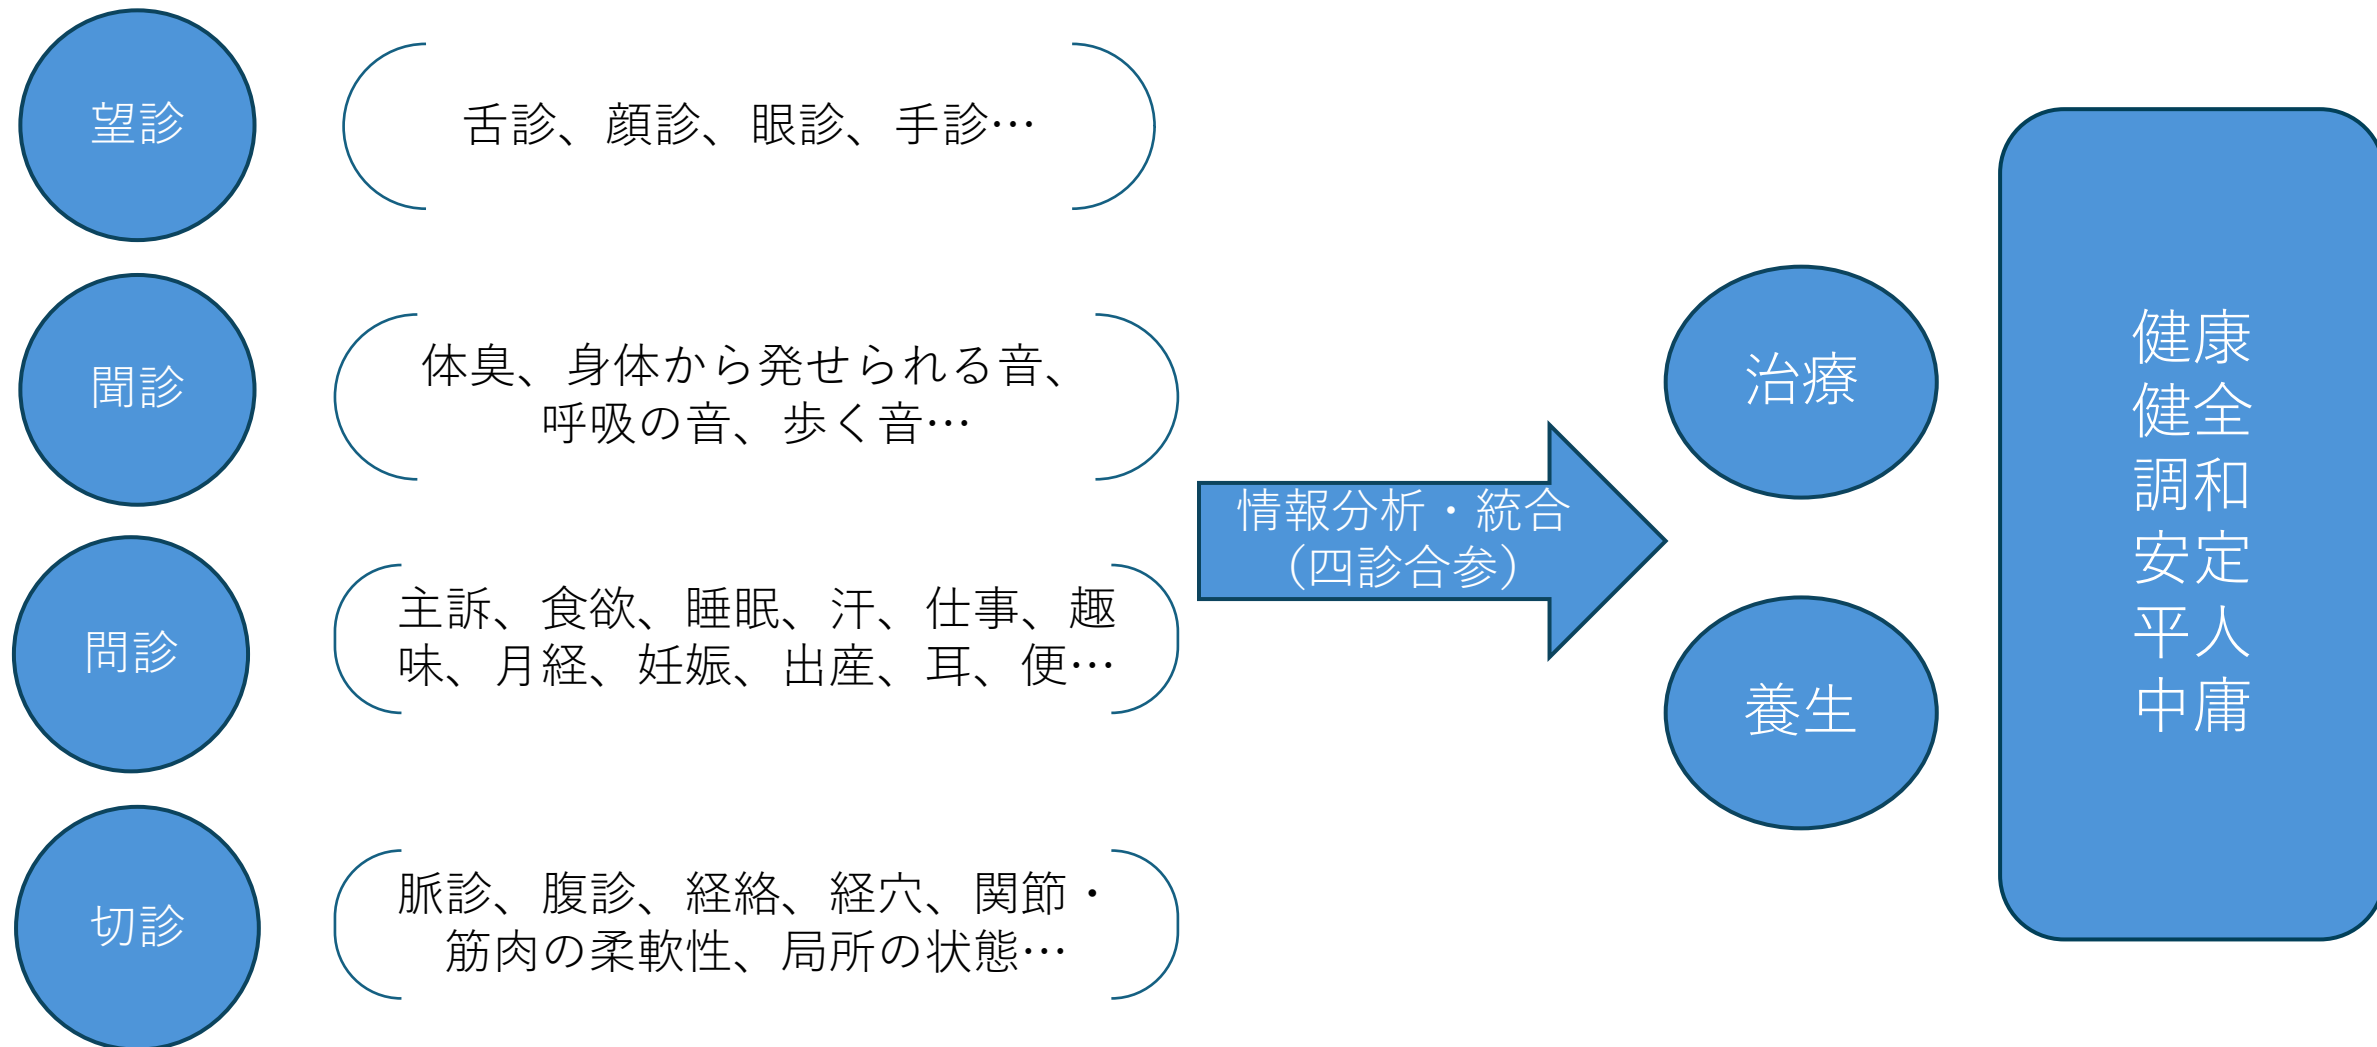 望診
舌診、顔診、眼診、手診…
聞診
体臭、身体から発せられる音、
呼吸の音、歩く音…
問診
主訴、食欲、睡眠、汗、仕事、趣
味、月経、妊娠、出産、耳、便…
切診
脈診、腹診、経絡、経穴、関節・
筋肉の柔軟性、局所の状態…
情報分析・統合
（四診合参）
治療
養生
健康
健全
調和
安定
平人
中庸